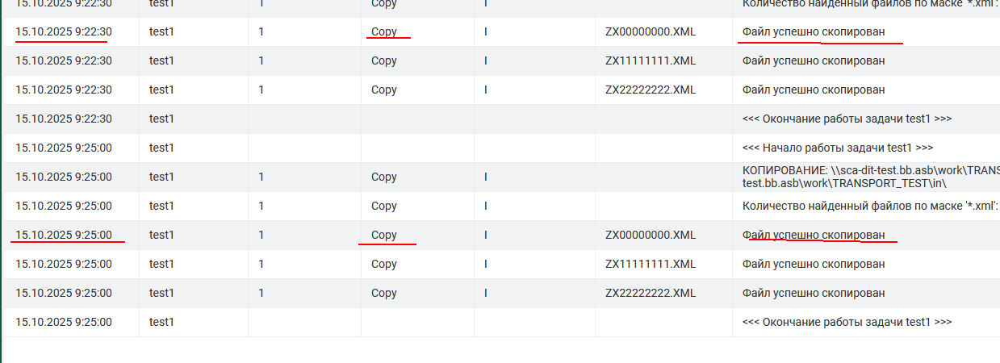 15.10.2025 9:22:30 test1 1 Copy I Количество найденный файлов по маске '*.xml':
15.10.2025 9:22:30 test1 1 Copy I ZX00000000.XML Файл успешно скопирован
15.10.2025 9:22:30 test1 1 Copy I ZX11111111.XML Файл успешно скопирован
15.10.2025 9:22:30 test1 1 Copy I ZX22222222.XML Файл успешно скопирован
15.10.2025 9:22:30 test1 <<< Окончание работы задачи test1 >>>
15.10.2025 9:25:00 test1 <<< Начало работы задачи test1 >>>
15.10.2025 9:25:00 test1 1 Copy I КОПИРОВАНИЕ: \\sca-dit-test.bb.asb\work\TRANS
test.bb.asb\work\TRANSPORT_TEST\in\
15.10.2025 9:25:00 test1 1 Copy I Количество найденный файлов по маске '*.xml':
15.10.2025 9:25:00 test1 1 Copy I ZX00000000.XML Файл успешно скопирован
15.10.2025 9:25:00 test1 1 Copy I ZX11111111.XML Файл успешно скопирован
15.10.2025 9:25:00 test1 1 Copy I ZX22222222.XML Файл успешно скопирован
15.10.2025 9:25:00 test1 <<< Окончание работы задачи test1 >>>